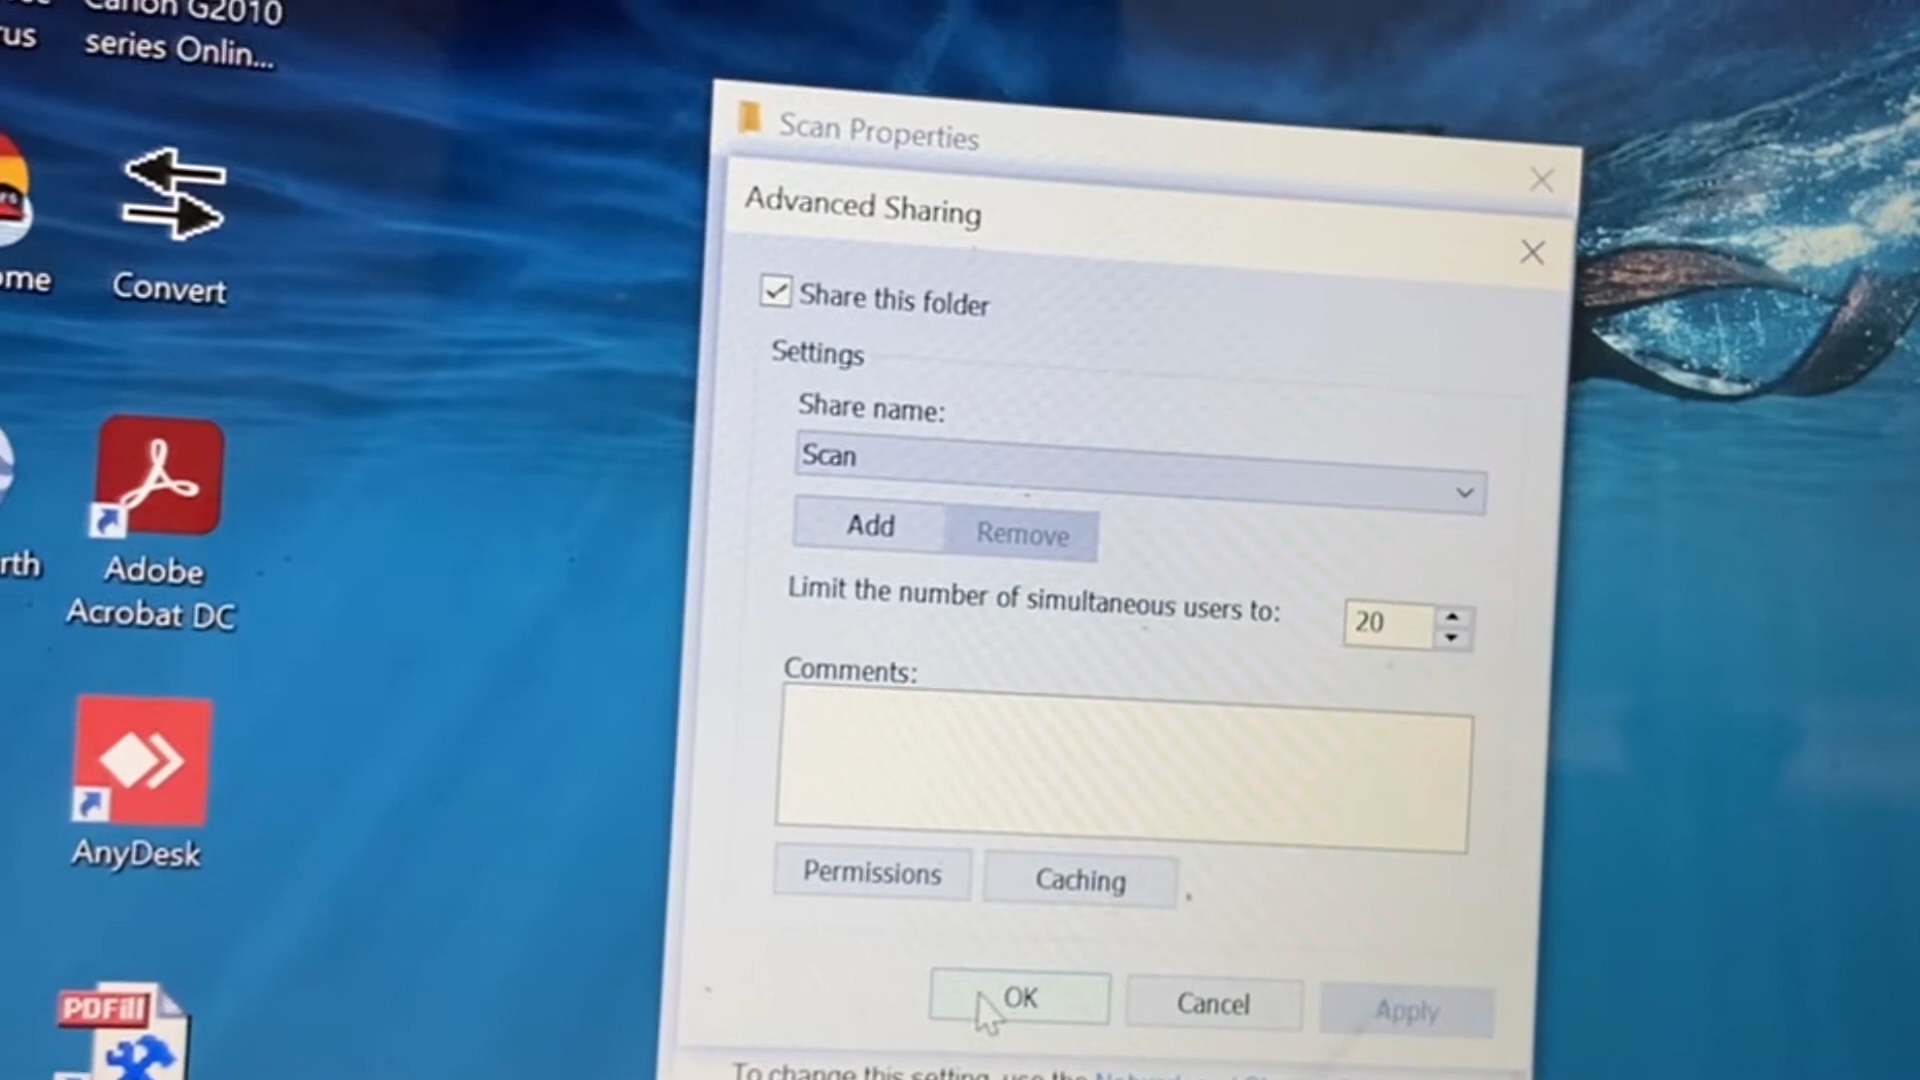 us
Canon G2010
series Onlin...
ome
Convert
rth
Adobe
Acrobat DC
AnyDesk
PDFill
Scan Properties
Advanced Sharing
Share this folder
Settings
Share name:
Scan
Add
Remove
Limit the number of simultaneous users to:
20
Comments:
Permissions
Caching
OK
Cancel
Apply
To change this setting, use the